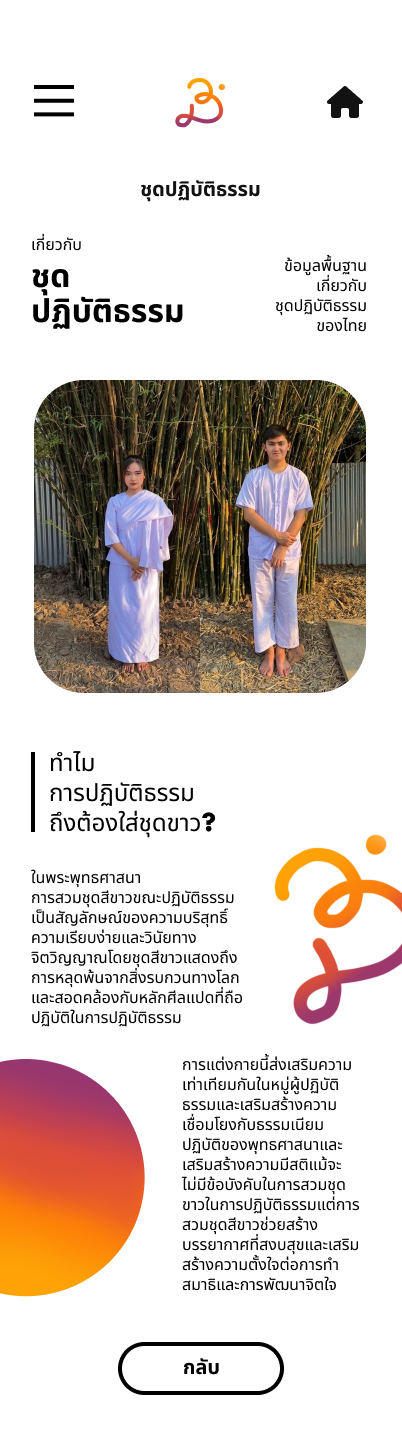 ชุดปฏิบัติธรรม
เกี่ยวกับ
ชุด
ปฏิบัติธรรม
ข้อมูลพื้นฐาน
เกี่ยวกับ
ชุดปฏิบัติธรรม
ของไทย
ทำไม
การปฏิบัติธรรม
ถึงต้องใส่ชุดขาว?
ในพระพุทธศาสนา
การสวมชุดสีขาวขณะปฏิบัติธรรม
เป็นสัญลักษณ์ของความบริสุทธิ์
ความเรียบง่ายและวินัยทาง
จิตวิญญาณโดยชุดสีขาวแสดงถึง
การหลุดพ้นจากสิ่งรบกวนทางโลก
และสอดคล้องกับหลักศีลแปดที่ถือ
ปฏิบัติในการปฏิบัติธรรม
การแต่งกายนี้ส่งเสริมความ
เท่าเทียมกันในหมู่ผู้ปฏิบัติ
ธรรมและเสริมสร้างความ
เชื่อมโยงกับธรรมเนียม
ปฏิบัติของพุทธศาสนาและ
เสริมสร้างความมีสติแม้จะ
ไม่มีข้อบังคับในการสวมชุด
ขาวในการปฏิบัติธรรมแต่การ
สวมชุดสีขาวช่วยสร้าง
บรรยากาศที่สงบสุขและเสริม
สร้างความตั้งใจต่อการทำ
สมาธิและการพัฒนาจิตใจ
กลับ